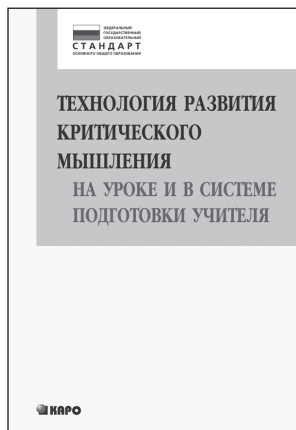 ФЕДЕРАЛЬНЫЙ
ГОСУДАРСТВЕННЫЙ
ОБРАЗОВАТЕЛЬНЫЙ
СТАНДАРТ
ОСНОВНОГО ОБЩЕГО ОБРАЗОВАНИЯ
ТЕХНОЛОГИЯ РАЗВИТИЯ
КРИТИЧЕСКОГО
МЫШЛЕНИЯ
НА УРОКЕ И В СИСТЕМЕ
ПОДГОТОВКИ УЧИТЕЛЯ
КАРО